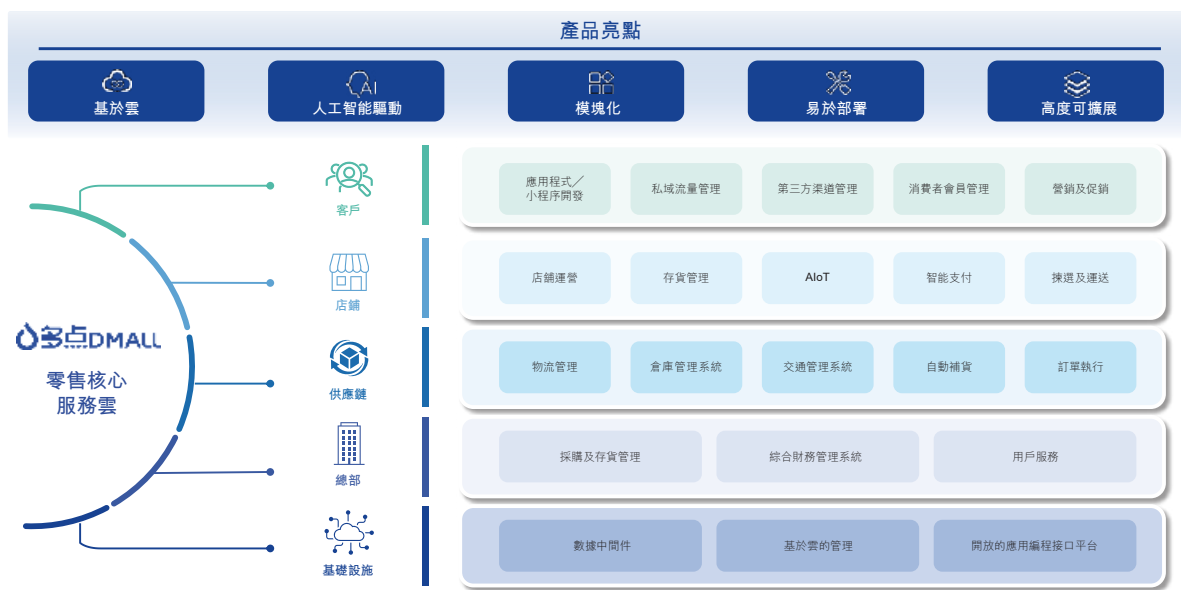 產品亮點
AI
基於雲
人工智能驅動
模塊化
易於部署
高度可擴展
多点DMALL
零售核心
服務雲
客戶
應用程式／
小程序開發
私域流量管理
第三方渠道管理
消費者會員管理
營銷及促銷
店鋪
店鋪運營
存貨管理
AIoT
智能支付
揀選及運送
供應鏈
物流管理
倉庫管理系統
交通管理系統
自動補貨
訂單執行
總部
採購及存貨管理
綜合財務管理系統
用戶服務
基礎設施
數據中間件
基於雲的管理
開放的應用編程接口平台